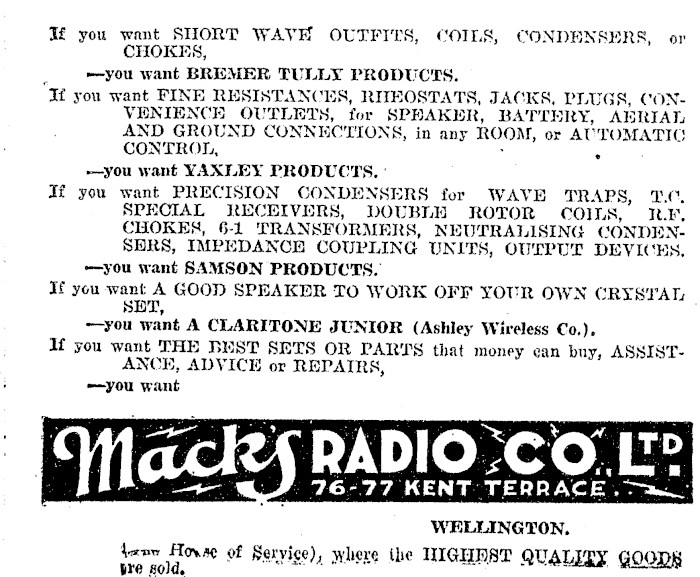 If you want SHORT WAVE OUTFITS, COILS, CONDENSERS, or
CHOKES,
—you want BREMER TULLY PRODUCTS.
If you want FINE RESISTANCES, RHEOSTATS, JACKS, PLUGS, CON-
VENIENCE OUTLETS, for SPEAKER, BATTERY, AERIAL
AND GROUND CONNECTIONS, in any ROOM, or AUTOMATIC
CONTROL,
—you want YAXLEY PRODUCTS.
If you want PRECISION CONDENSERS for WAVE TRAPS, T.C.
SPECIAL RECEIVERS, DOUBLE ROTOR COILS, R.F.
CHOKES, 6-1 TRANSFORMERS, NEUTRALISING CONDEN-
SERS, IMPEDANCE COUPLING UNITS, OUTPUT DEVICES.
—you want SAMSON PRODUCTS.
If you want A GOOD SPEAKER TO WORK OFF YOUR OWN CRYSTAL
SET,
—you want A CLARITONE JUNIOR (Ashley Wireless Co.).
If you want THE BEST SETS OR PARTS that money can buy, ASSIST-
ANCE, ADVICE or REPAIRS,
—you want
Mack's RADIO CO. LTD.
76-77 KENT TERRACE..
WELLINGTON.
House of Service), where the HIGHEST QUALITY GOODS
are sold.